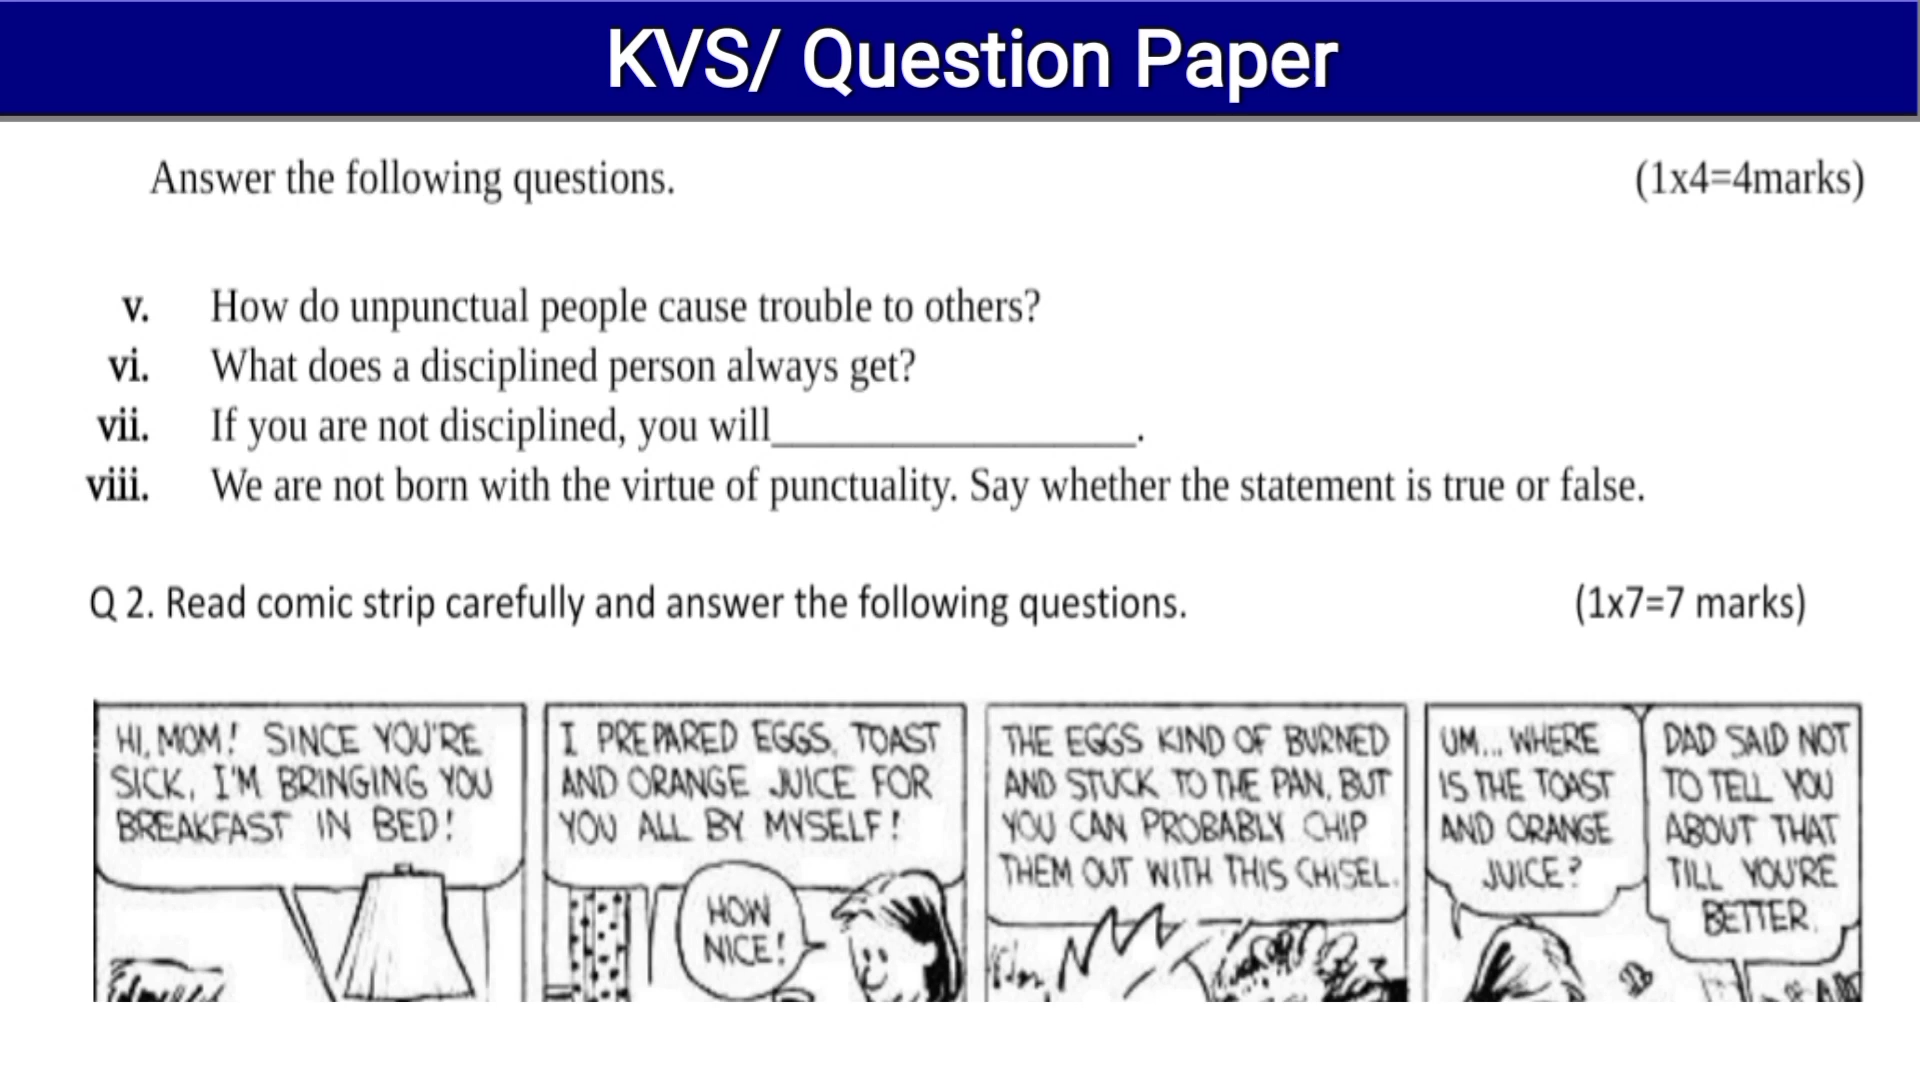 KVS/ Question Paper
Answer the following questions. (1x4=4marks)
v. How do unpunctual people cause trouble to others?
vi. What does a disciplined person always get?
vii. If you are not disciplined, you will__________________.
viii. We are not born with the virtue of punctuality. Say whether the statement is true or false.
Q 2. Read comic strip carefully and answer the following questions. (1x7=7 marks)
HI, MOM! SINCE YOU'RE
SICK, I'M BRINGING YOU
BREAKFAST IN BED!
I PREPARED EGGS, TOAST
AND ORANGE JUICE FOR
YOU ALL BY MYSELF!
HOW
NICE!
THE EGGS KIND OF BURNED
AND STUCK TO THE PAN, BUT
YOU CAN PROBABLY CHIP
THEM OUT WITH THIS CHISEL.
UM... WHERE
IS THE TOAST
AND ORANGE
JUICE?
DAD SAID NOT
TO TELL YOU
ABOUT THAT
TILL YOU'RE
BETTER.